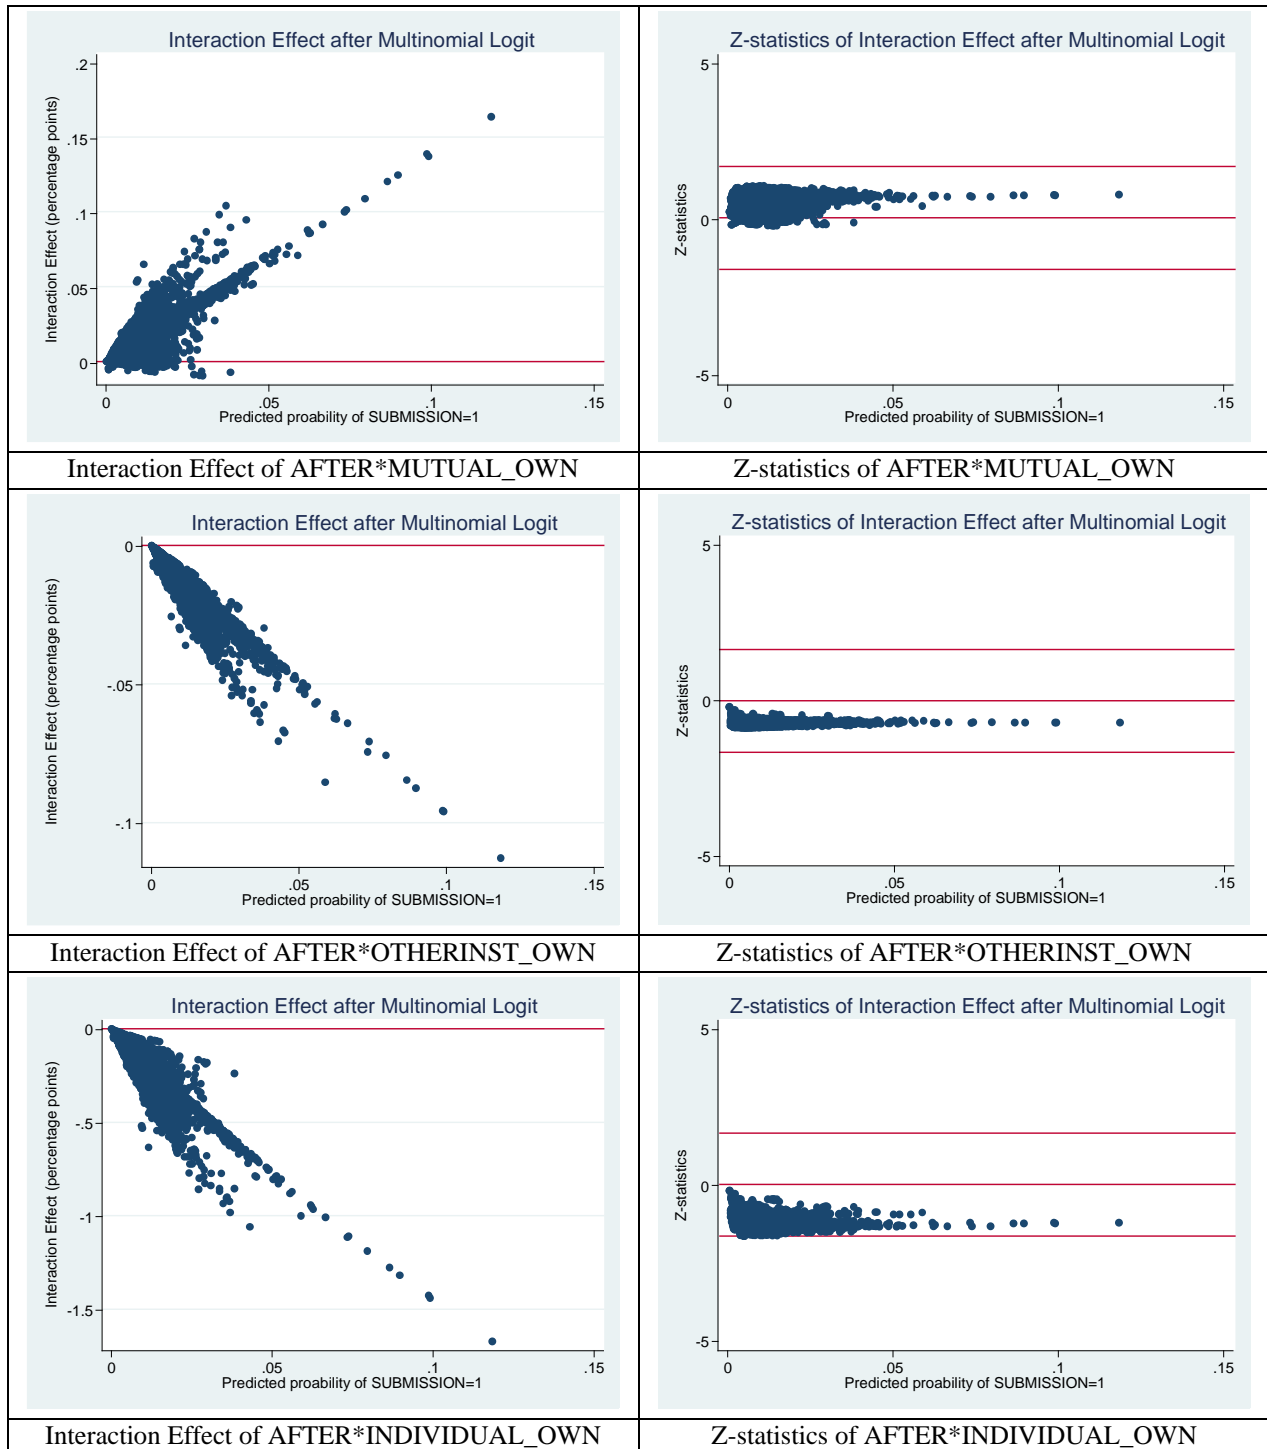 Interaction Effect after Multinomial Logit
Interaction Effect (percentage points)
.2
.15
.1
.05
0
0 .05 .1 .15
Predicted proability of SUBMISSION=1
Z-statistics of Interaction Effect after Multinomial Logit
Z-statistics
5
0
-5
0 .05 .1 .15
Predicted proability of SUBMISSION=1
Interaction Effect of AFTER*MUTUAL_OWN
Z-statistics of AFTER*MUTUAL_OWN
Interaction Effect after Multinomial Logit
Interaction Effect (percentage points)
0
-.05
-.1
0 .05 .1 .15
Predicted proability of SUBMISSION=1
Z-statistics of Interaction Effect after Multinomial Logit
Z-statistics
5
0
-5
0 .05 .1 .15
Predicted proability of SUBMISSION=1
Interaction Effect of AFTER*OTHERINST_OWN
Z-statistics of AFTER*OTHERINST_OWN
Interaction Effect after Multinomial Logit
Interaction Effect (percentage points)
0
-.5
-1
-1.5
0 .05 .1 .15
Predicted proability of SUBMISSION=1
Z-statistics of Interaction Effect after Multinomial Logit
Z-statistics
5
0
-5
0 .05 .1 .15
Predicted proability of SUBMISSION=1
Interaction Effect of AFTER*INDIVIDUAL_OWN
Z-statistics of AFTER*INDIVIDUAL_OWN